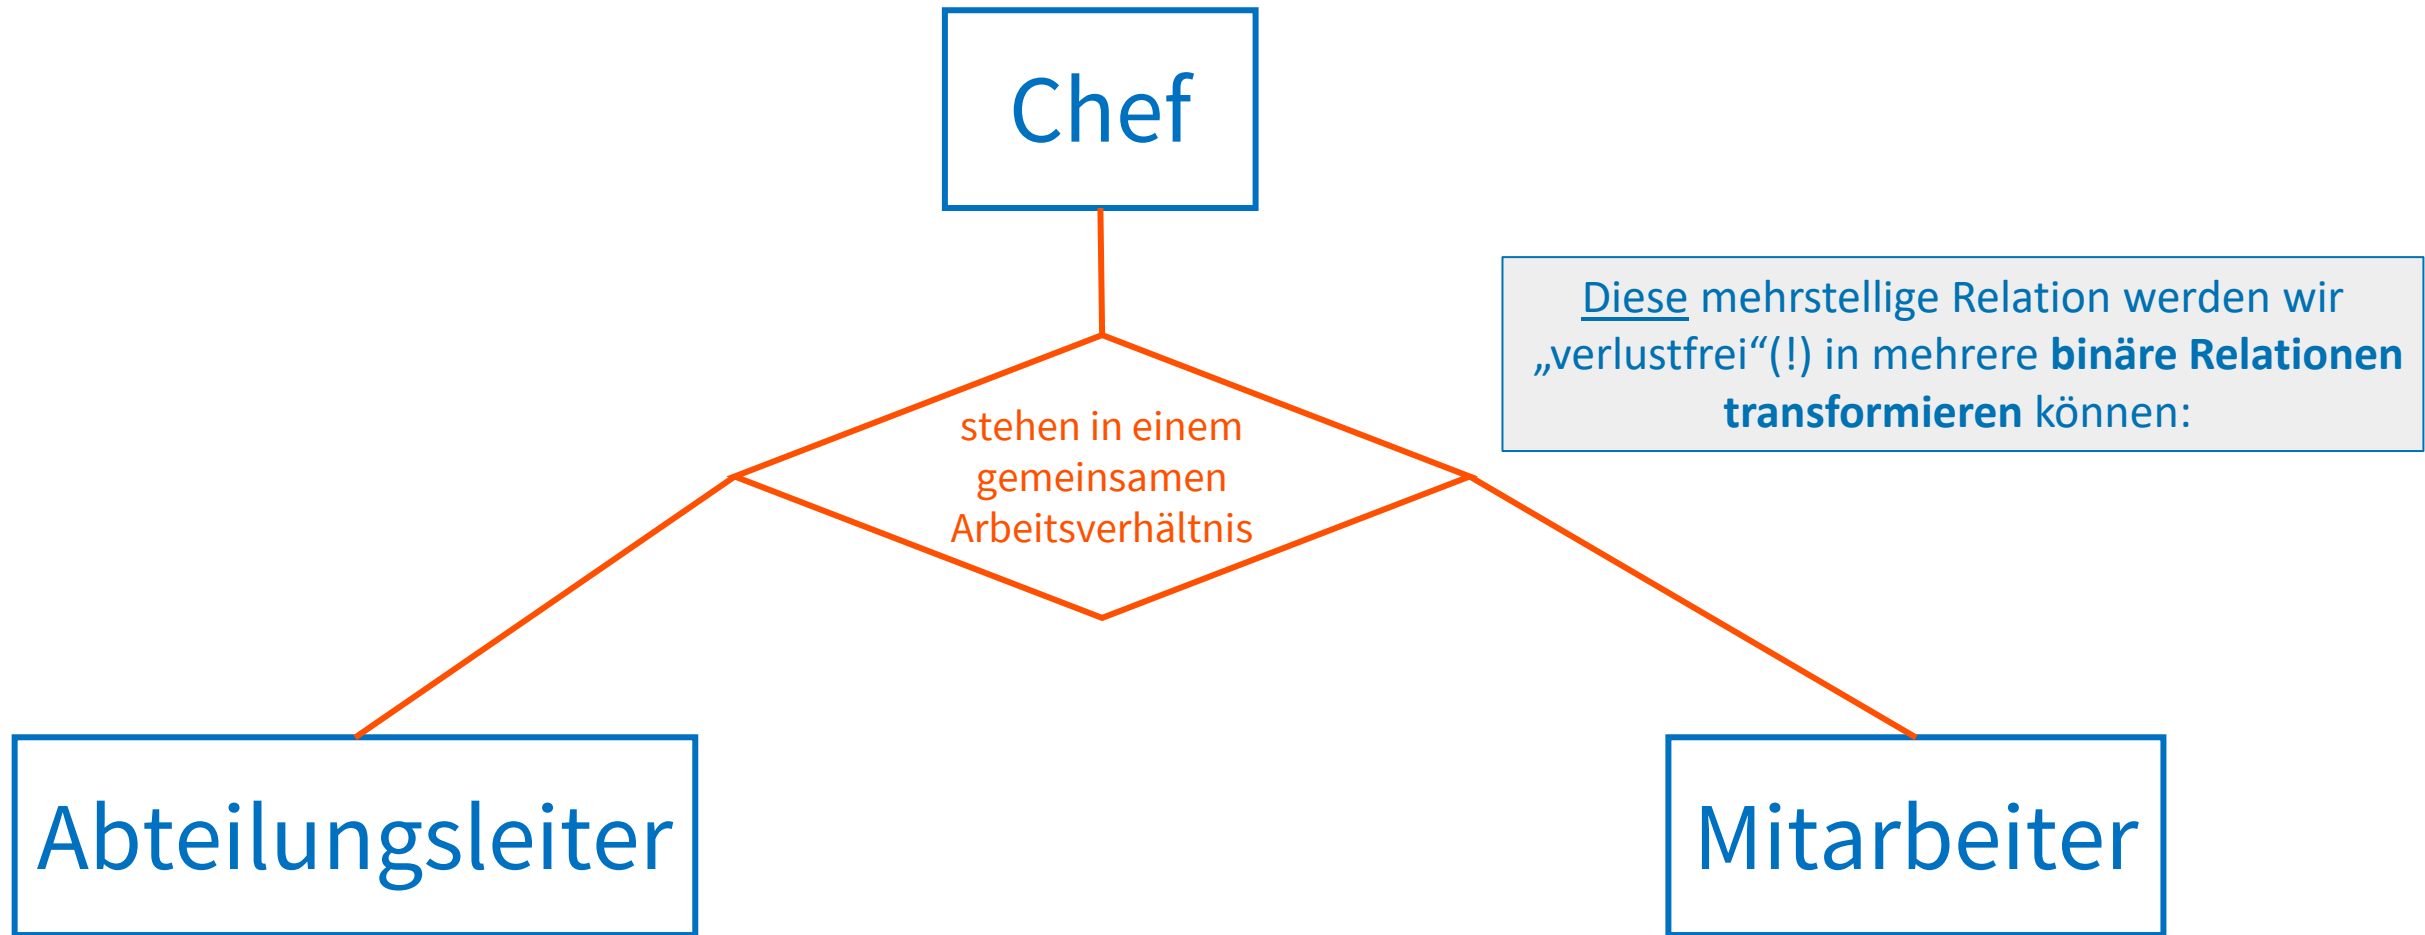 Chef
Diese mehrstellige Relation werden wir
„verlustfrei“(!) in mehrere binäre Relationen
transformieren können:
stehen in einem
gemeinsamen
Arbeitsverhältnis
Abteilungsleiter
Mitarbeiter